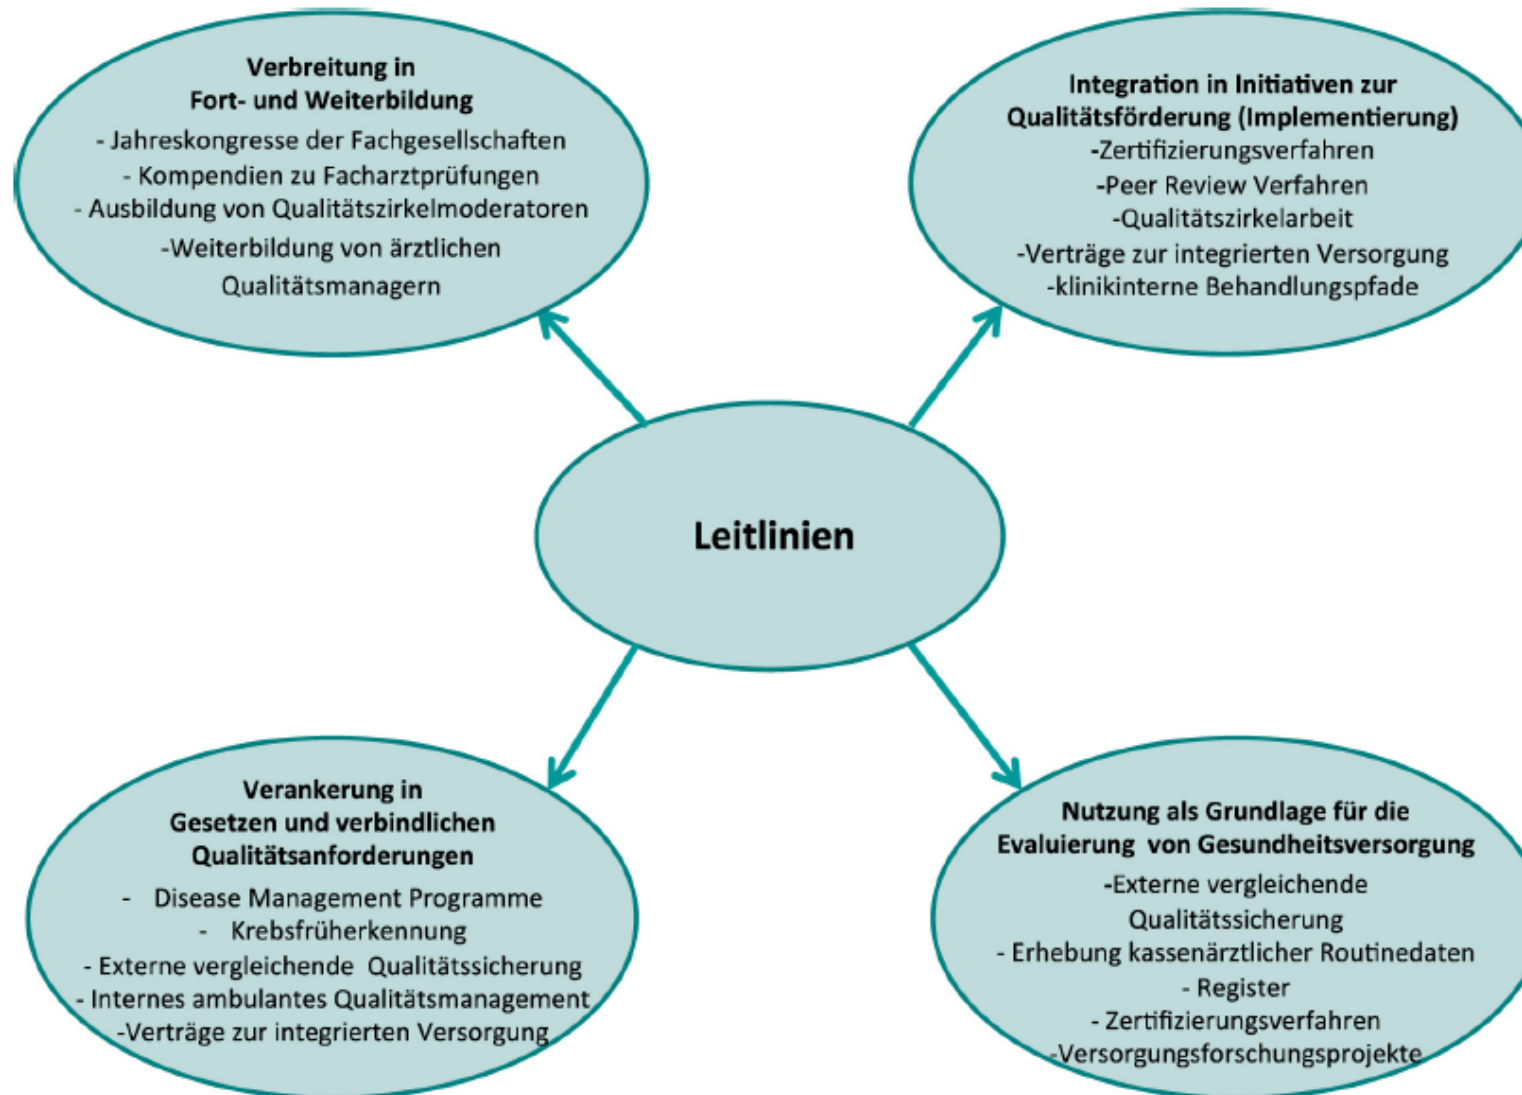 Verbreitung in
Fort- und Weiterbildung
- Jahreskongresse der Fachgesellschaften
- Kompendien zu Facharztprüfungen
- Ausbildung von Qualitätszirkelmoderatoren
-Weiterbildung von ärztlichen
Qualitätsmanagern
Integration in Initiativen zur
Qualitätsförderung (Implementierung)
-Zertifizierungsverfahren
-Peer Review Verfahren
-Qualitätszirkelarbeit
-Verträge zur integrierten Versorgung
-klinikinterne Behandlungspfade
Leitlinien
Verankerung in
Gesetzen und verbindlichen
Qualitätsanforderungen
- Disease Management Programme
- Krebsfrüherkennung
- Externe vergleichende Qualitätssicherung
- Internes ambulantes Qualitätsmanagement
-Verträge zur integrierten Versorgung
Nutzung als Grundlage für die
Evaluierung von Gesundheitsversorgung
-Externe vergleichende
Qualitätssicherung
- Erhebung kassenärztlicher Routinedaten
- Register
- Zertifizierungsverfahren
-Versorgungsforschungsprojekte